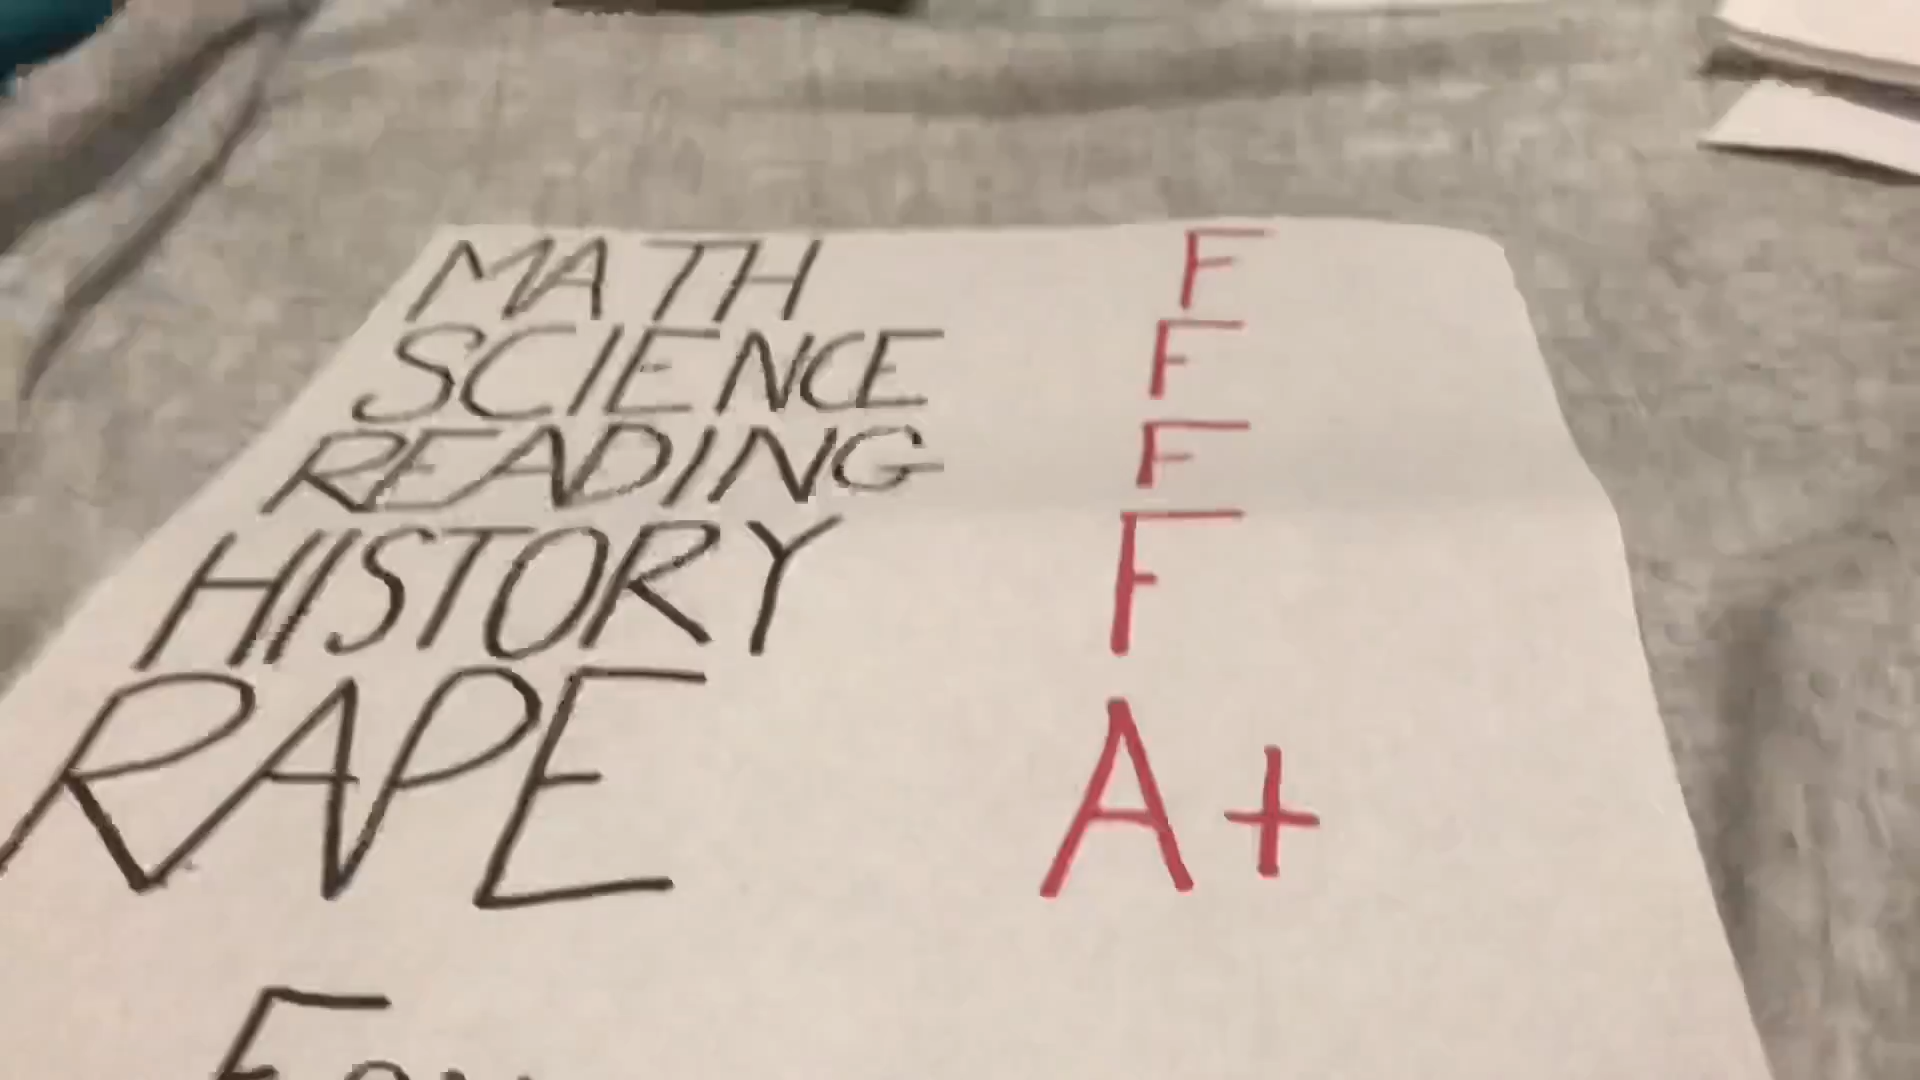 MATH F
SCIENCE F
READING F
HISTORY F
RAPE A+